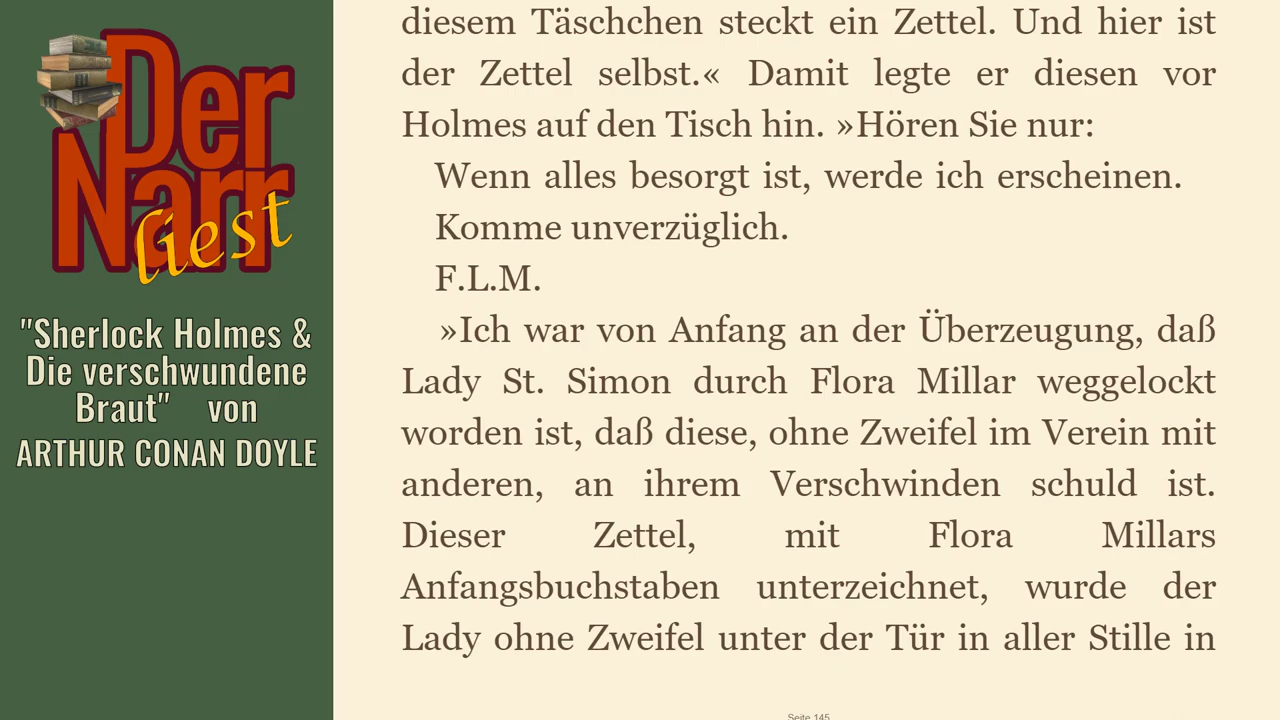 Der
Narr
liest
"Sherlock Holmes &
Die verschwundene
Braut" von
ARTHUR CONAN DOYLE
diesem Täschchen steckt ein Zettel. Und hier ist
der Zettel selbst.« Damit legte er diesen vor
Holmes auf den Tisch hin. »Hören Sie nur:
Wenn alles besorgt ist, werde ich erscheinen.
Komme unverzüglich.
F.L.M.
»Ich war von Anfang an der Überzeugung, daß
Lady St. Simon durch Flora Millar weggelockt
worden ist, daß diese, ohne Zweifel im Verein mit
anderen, an ihrem Verschwinden schuld ist.
Dieser Zettel, mit Flora Millars
Anfangsbuchstaben unterzeichnet, wurde der
Lady ohne Zweifel unter der Tür in aller Stille in
Seite 145